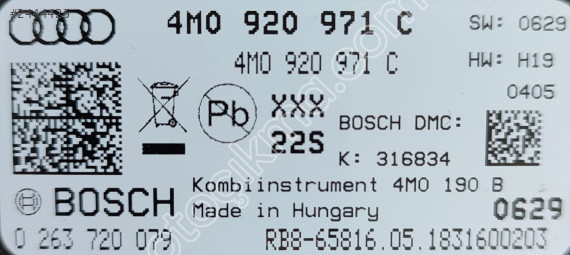 4M0 920 971 C
SW: 0629
4M0 920 971 C
HW: H19
0405
Pb
XXX
22S
BOSCH DMC:
K: 316834
BOSCH
Kombiinstrument 4M0 190 B
Made in Hungary
0629
0 263 720 079
RB8-65816.05.1831600203